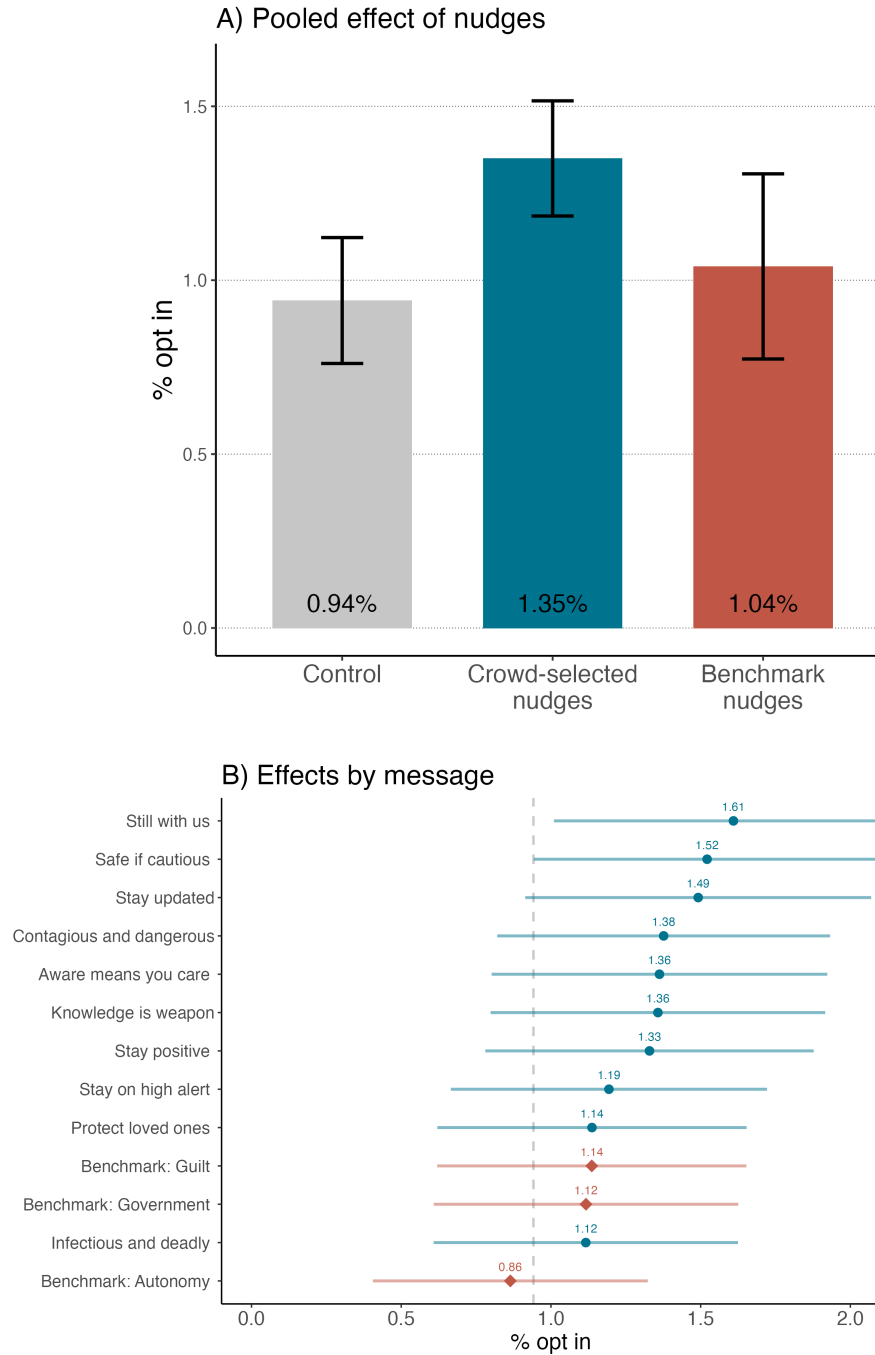 A) Pooled effect of nudges
% opt in
1.5
1.0
0.5
0.0
0.94%
1.35%
1.04%
Control
Crowd-selected
nudges
Benchmark
nudges
B) Effects by message
Still with us
1.61
Safe if cautious
1.52
Stay updated
1.49
Contagious and dangerous
1.38
Aware means you care
1.36
Knowledge is weapon
1.36
Stay positive
1.33
Stay on high alert
1.19
Protect loved ones
1.14
Benchmark: Guilt
1.14
Benchmark: Government
1.12
Infectious and deadly
1.12
Benchmark: Autonomy
0.86
0.0
0.5
1.0
1.5
2.0
% opt in